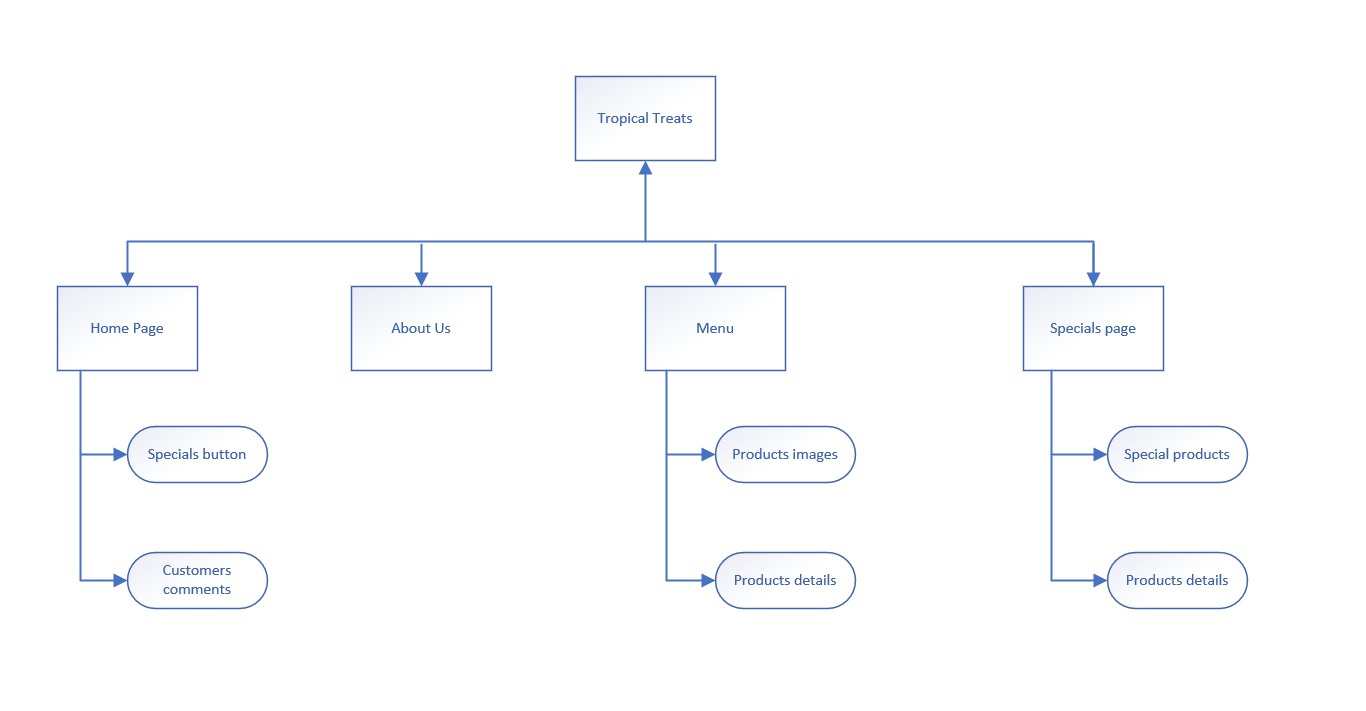 Tropical Treats
Home Page
About Us
Menu
Specials page
Specials button
Products images
Special products
Customers
comments
Products details
Products details